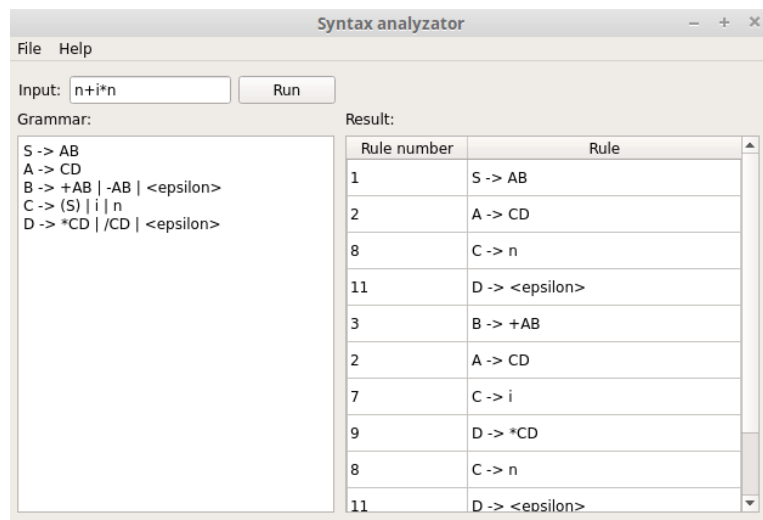 Syntax analyzator
File Help
Input: n+i*n Run
Grammar:
S -> AB
A -> CD
B -> +AB | -AB | <epsilon>
C -> (S) | i | n
D -> *CD | /CD | <epsilon>
Result:
Rule number Rule
1 S -> AB
2 A -> CD
8 C -> n
11 D -> <epsilon>
3 B -> +AB
2 A -> CD
7 C -> i
9 D -> *CD
8 C -> n
11 D -> <epsilon>